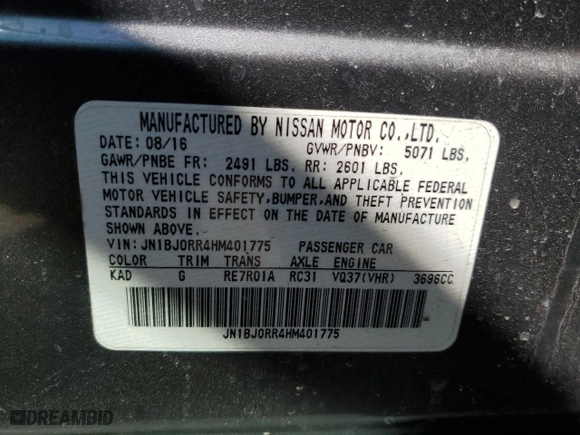 MANUFACTURED BY NISSAN MOTOR CO.,LTD.
DATE: 08/16 GVWR/PNBV: 5071 LBS.
GAWR/PNBE FR: 2491 LBS. RR: 2601 LBS.
THIS VEHICLE CONFORMS TO ALL APPLICABLE FEDERAL
MOTOR VEHICLE SAFETY,BUMPER,AND THEFT PREVENTION
STANDARDS IN EFFECT ON THE DATE OF MANUFACTURE
SHOWN ABOVE.
VIN: JN1BJ0RR4HM401775 PASSENGER CAR
COLOR TRIM TRANS AXLE ENGINE
KAD G RE7R01A RC31 VQ37(VHR) 3696CC
JN1BJ0RR4HM401775
DREAMBID